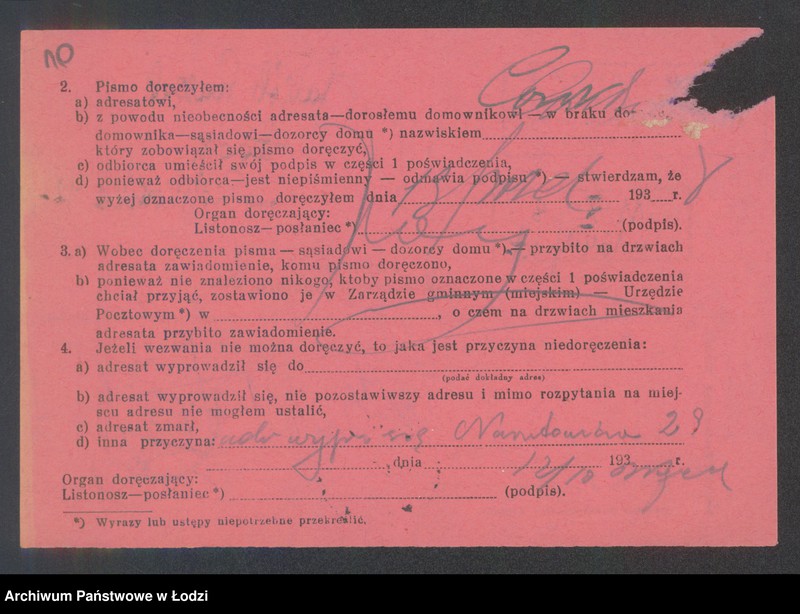 2. Pismo doręczyłem:
a) adresatowi,
b) z powodu nieobecności adresata—dorosłemu domownikowi — w braku do-
domownika—sąsiadowi—dozorcy domu *) nazwiskiem
który zobowiązał się pismo doręczyć,
c) odbiorca umieścił swój podpis w części 1 poświadczenia,
d) ponieważ odbiorca—jest niepiśmienny — odmawia podpisu *) — stwierdzam, że
wyżej oznaczone pismo doręczyłem dnia 193 r.
Organ doręczający:
Listonosz—posłaniec *) (podpis).
3. a) Wobec doręczenia pisma — sąsiadowi — dozorcy domu *) — przybito na drzwiach
adresata zawiadomienie, komu pismo doręczono,
b) ponieważ nie znaleziono nikogo, ktoby pismo oznaczone w części 1 poświadczenia
chciał przyjąć, zostawiono je w Zarządzie gminnym (miejskim) — Urzędzie
Pocztowym *) w , o czem na drzwiach mieszkania
adresata przybito zawiadomienie.
4. Jeżeli wezwania nie można doręczyć, to jaka jest przyczyna niedoręczenia:
a) adresat wyprowadził się do
(podać dokładny adres)
b) adresat wyprowadził się, nie pozostawiwszy adresu i mimo rozpytania na miej-
scu adresu nie mogłem ustalić,
c) adresat zmarł,
d) inna przyczyna: się 29
dnia 12/10 193 r.
Organ doręczający:
Listonosz—posłaniec *) (podpis).
*) Wyrazy lub ustępy niepotrzebne przekreślić.
Archiwum Państwowe w Łodzi